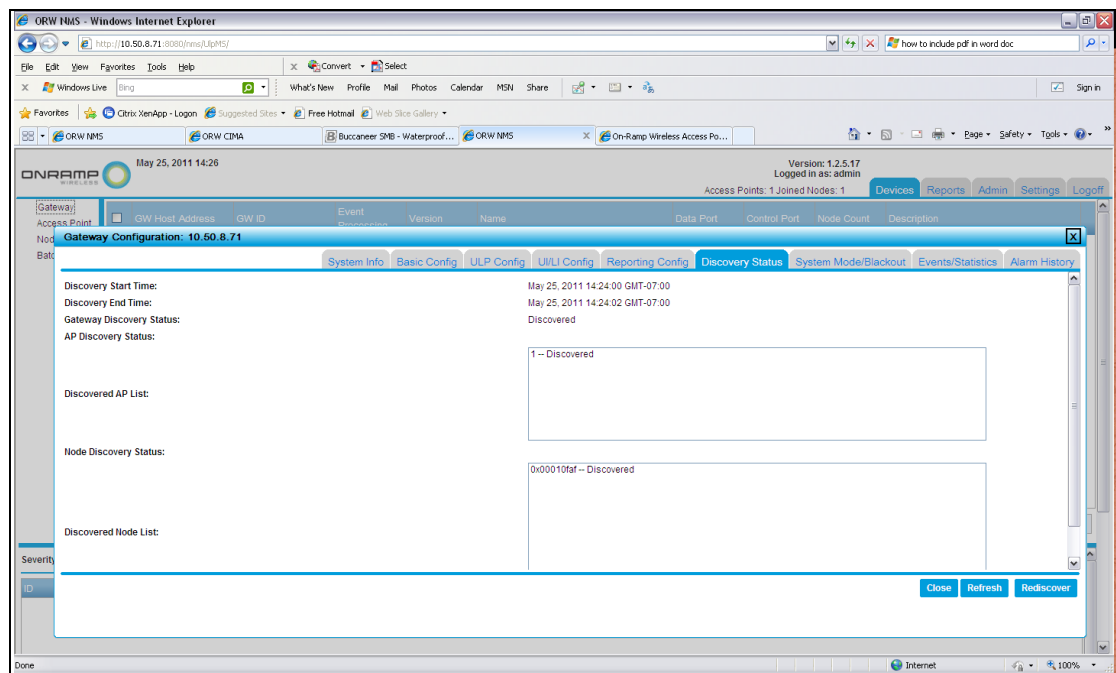 ORW NMS - Windows Internet Explorer
http://10.50.8.71:8080/nms/UlpMS/
how to include pdf in word doc
File Edit View Favorites Tools Help
x Convert Select
x Windows Live Bing What's New Profile Mail Photos Calendar MSN Share Sign in
Favorites Citrix XenApp - Logon Suggested Sites Free Hotmail Web Slice Gallery
ORW NMS ORW CIMA Buccaneer SMB - Waterproof... ORW NMS On-Ramp Wireless Access Po... Page Safety Tools »
ONRAMP WIRELESS
May 25, 2011 14:26
Version: 1.2.5.17
Logged in as: admin
Access Points: 1 Joined Nodes: 1 Devices Reports Admin Settings Logoff
Gateway
Access Point
GW Host Address GW ID Event Version Name Data Port Control Port Node Count Description
Gateway Configuration: 10.50.8.71 X
System Info Basic Config ULP Config UI/LI Config Reporting Config Discovery Status System Mode/Blackout Events/Statistics Alarm History
Discovery Start Time: May 25, 2011 14:24:00 GMT-07:00
Discovery End Time: May 25, 2011 14:24:02 GMT-07:00
Gateway Discovery Status: Discovered
AP Discovery Status:
1 -- Discovered
Discovered AP List:
Node Discovery Status:
0x00010faf -- Discovered
Discovered Node List:
Severity
ID
Close Refresh Rediscover
Done Internet 100%